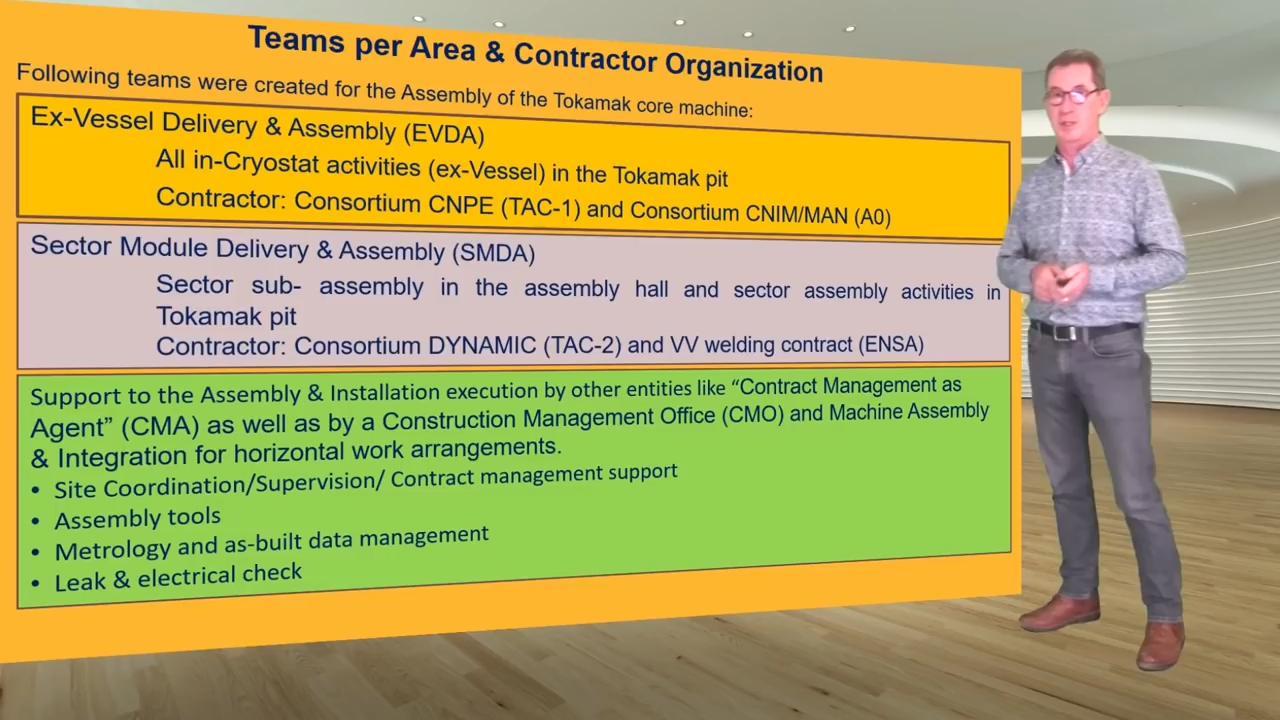 Teams per Area & Contractor Organization
Following teams were created for the Assembly of the Tokamak core machine:
Ex-Vessel Delivery & Assembly (EVDA)
All in-Cryostat activities (ex-Vessel) in the Tokamak pit
Contractor: Consortium CNPE (TAC-1) and Consortium CNIM/MAN (A0)
Sector Module Delivery & Assembly (SMDA)
Sector sub- assembly in the assembly hall and sector assembly activities in
Tokamak pit
Contractor: Consortium DYNAMIC (TAC-2) and VV welding contract (ENSA)
Support to the Assembly & Installation execution by other entities like “Contract Management as
Agent” (CMA) as well as by a Construction Management Office (CMO) and Machine Assembly
& Integration for horizontal work arrangements.
• Site Coordination/Supervision/ Contract management support
• Assembly tools
• Metrology and as-built data management
• Leak & electrical check